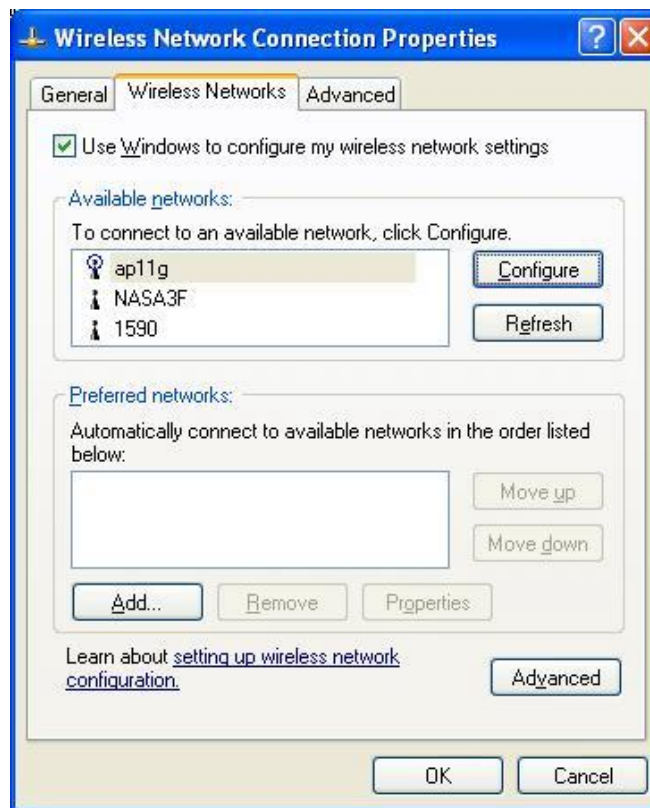 Wireless Network Connection Properties
General Wireless Networks Advanced
Use Windows to configure my wireless network settings
Available networks:
To connect to an available network, click Configure.
ap11g
Configure
NASA3F
1590
Refresh
Preferred networks:
Automatically connect to available networks in the order listed
below:
Move up
Move down
Add... Remove Properties
Learn about setting up wireless network
configuration.
Advanced
OK Cancel